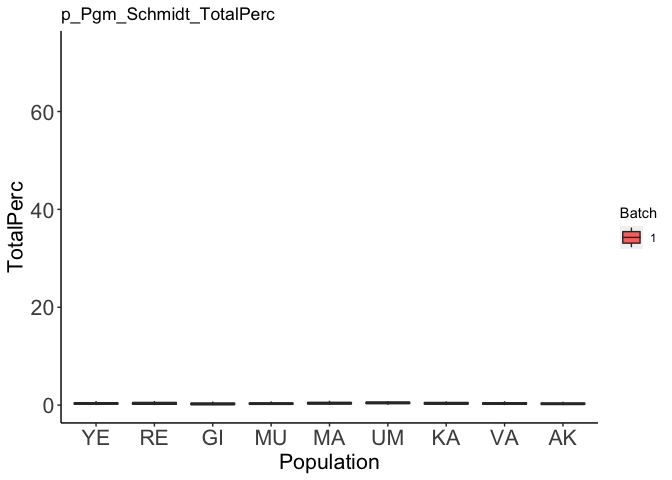 p_Pgm_Schmidt_TotalPerc
60
40
20
0
TotalPerc
YE RE GI MU MA UM KA VA AK
Population
Batch
1